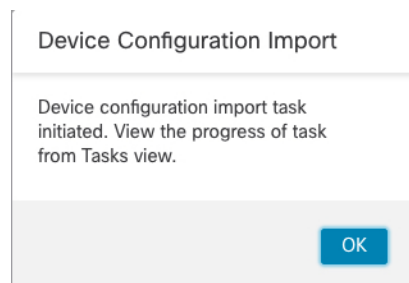 Device Configuration Import
Device configuration import task
initiated. View the progress of task
from Tasks view.
OK